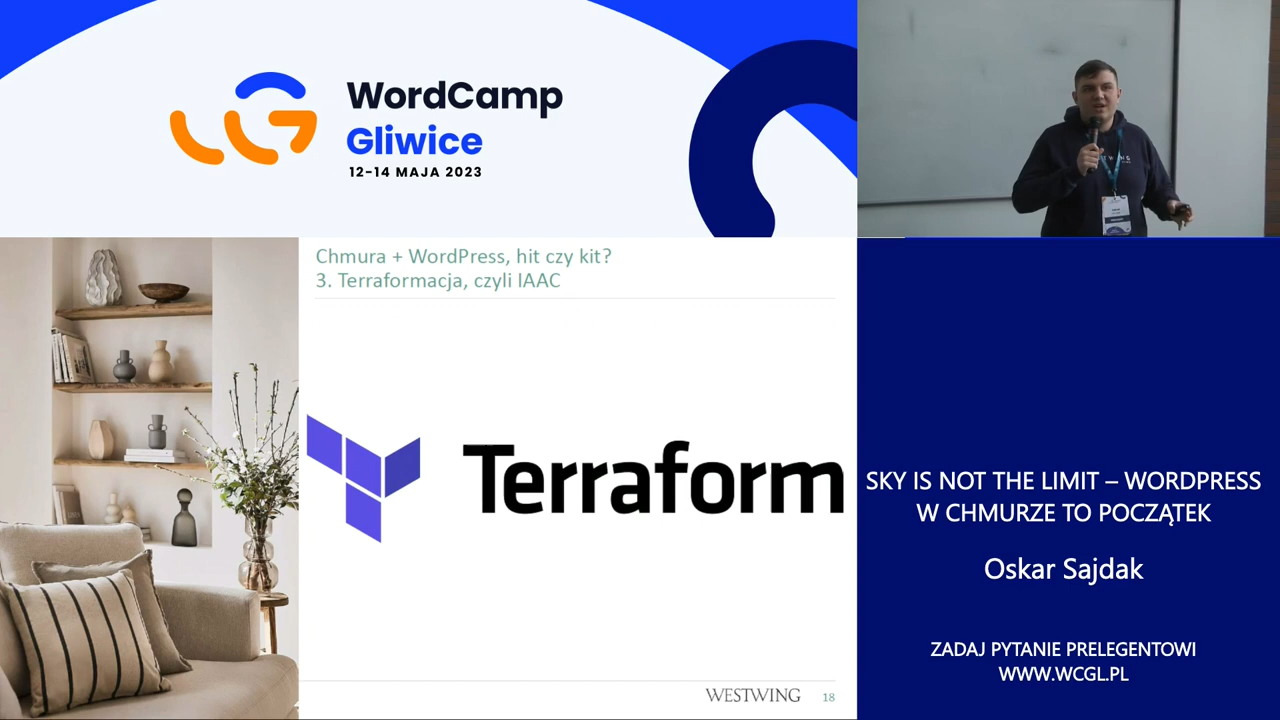 WordCamp
Gliwice
12-14 MAJA 2023
Chmura + WordPress, hit czy kit?
3. Terraformacja, czyli IAAC
Terraform
WESTWING
18
SKY IS NOT THE LIMIT – WORDPRESS
W CHMURZE TO POCZĄTEK
Oskar Sajdak
ZADAJ PYTANIE PRELEGENTOWI
WWW.WCGL.PL